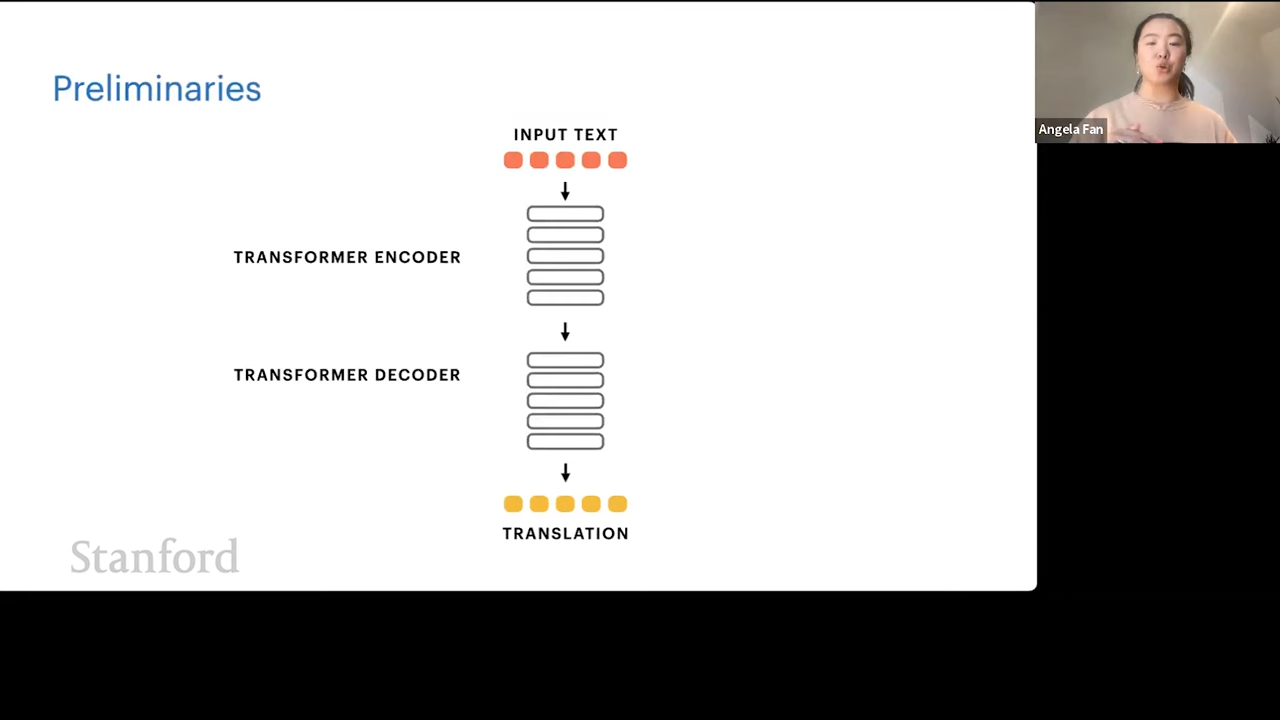 Preliminaries
INPUT TEXT
TRANSFORMER ENCODER
TRANSFORMER DECODER
TRANSLATION
Stanford
Angela Fan